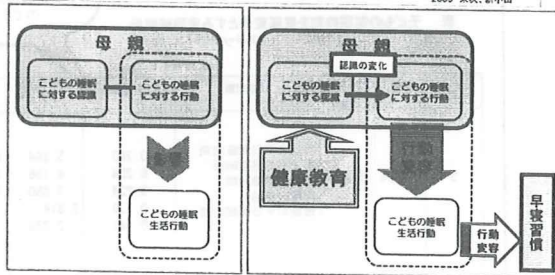 母 親
こどもの睡眠
に対する認識
こどもの睡眠
に対する行動
影響
こどもの睡眠
生活行動
母 親
認識の変化
こどもの睡眠
に対する認識
こどもの睡眠
に対する行動
健康教育
行動
変容
こどもの睡眠
生活行動
行動
変容
早寝習慣